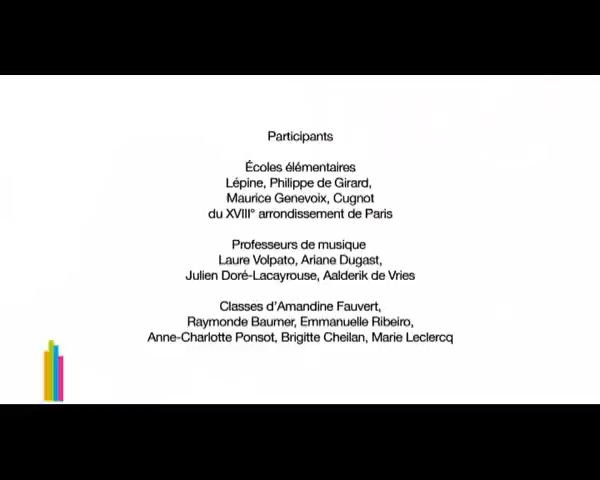 Participants
Écoles élémentaires
Lépine, Philippe de Girard,
Maurice Genevoix, Cugnot
du XVIII° arrondissement de Paris
Professeurs de musique
Laure Volpato, Ariane Dugast,
Julien Doré-Lacayrouse, Aalderik de Vries
Classes d'Amandine Fauvert,
Raymonde Baumer, Emmanuelle Ribeiro,
Anne-Charlotte Ponsot, Brigitte Cheilan, Marie Leclercq